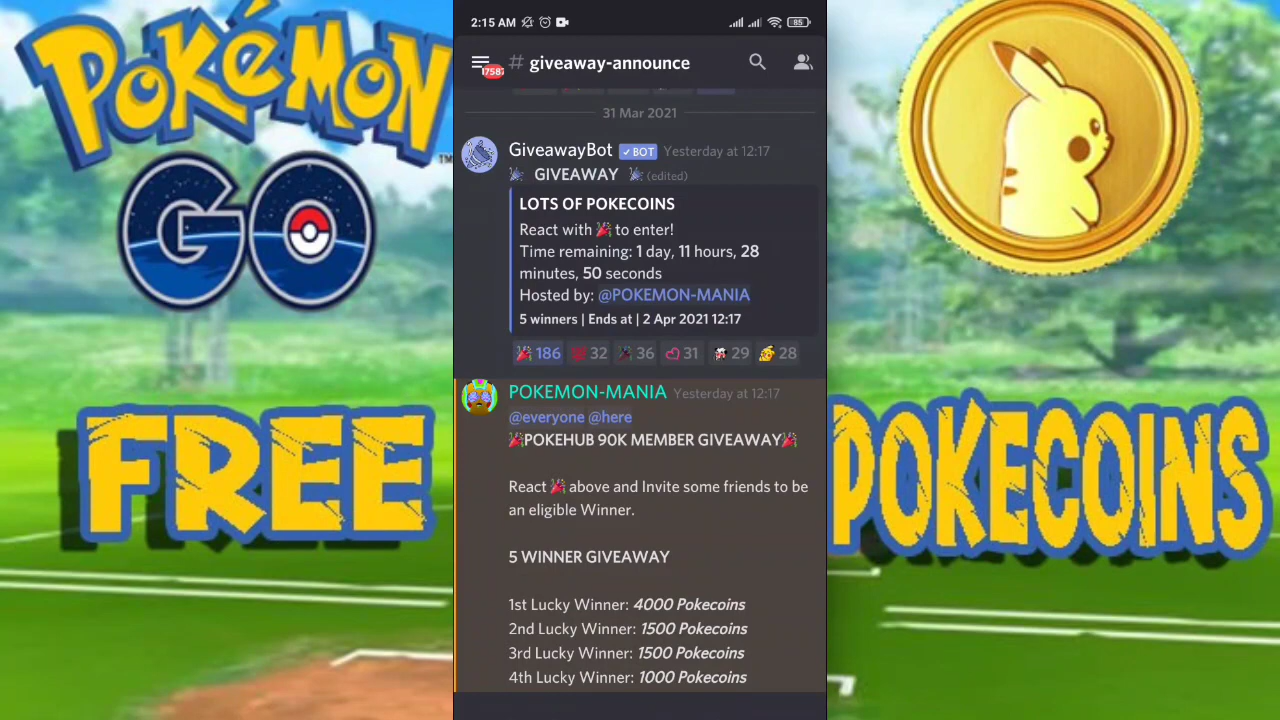 POKÉMON
TM
GO
FREE
2:15 AM
85
1758
# giveaway-announce
31 Mar 2021
GiveawayBot ✓BOT Yesterday at 12:17
🎉 GIVEAWAY 🎉 (edited)
LOTS OF POKECOINS
React with 🎉 to enter!
Time remaining: 1 day, 11 hours, 28
minutes, 50 seconds
Hosted by: @POKEMON-MANIA
5 winners | Ends at | 2 Apr 2021 12:17
186 32 36 31 29 28
POKEMON-MANIA Yesterday at 12:17
@everyone @here
🎉POKEHUB 90K MEMBER GIVEAWAY🎉
React 🎉 above and Invite some friends to be
an eligible Winner.
5 WINNER GIVEAWAY
1st Lucky Winner: 4000 Pokecoins
2nd Lucky Winner: 1500 Pokecoins
3rd Lucky Winner: 1500 Pokecoins
4th Lucky Winner: 1000 Pokecoins
POKECOINS